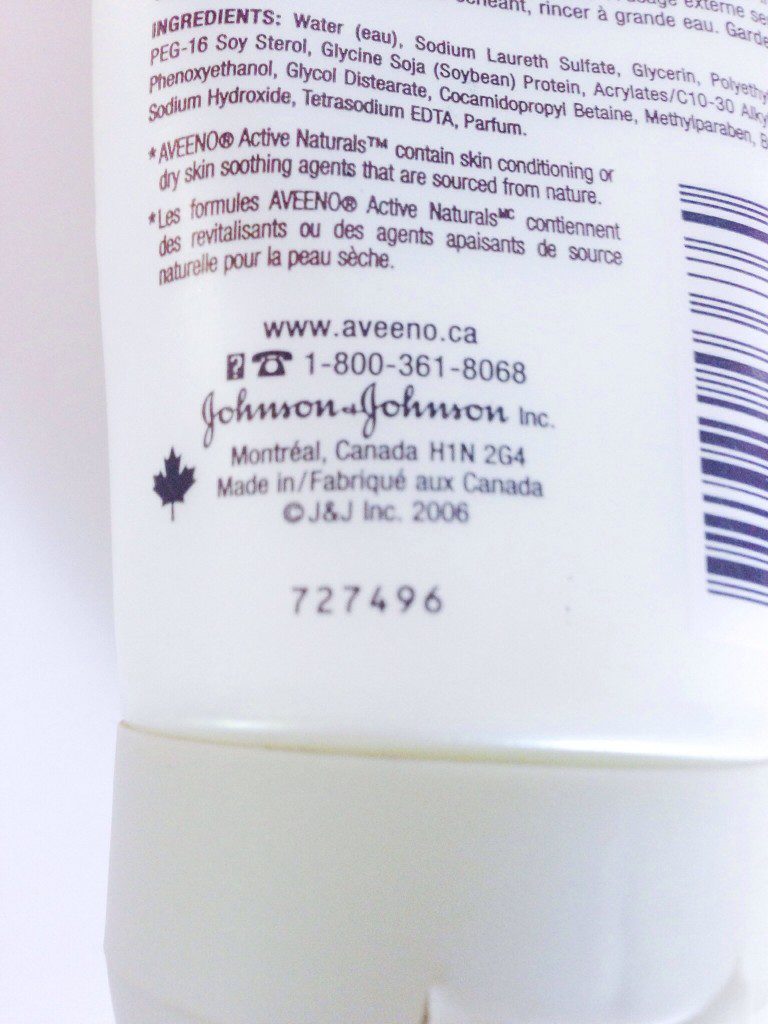 externe
rincer à grande eau.
INGREDIENTS: Water (eau), Sodium Laureth Sulfate, Glycerin,
PEG-16 Soy Sterol, Glycine Soja (Soybean) Protein, Acrylates/C10-30
Phenoxyethanol, Glycol Distearate, Cocamidopropyl Betaine, Methylparaben,
Sodium Hydroxide, Tetrasodium EDTA, Parfum.
*AVEENO® Active Naturals™ contain skin conditioning or
dry skin soothing agents that are sourced from nature.
*Les formules AVEENO® Active Naturals^MC contiennent
des revitalisants ou des agents apaisants de source
naturelle pour la peau sèche.
www.aveeno.ca
? ☎ 1-800-361-8068
Johnson & Johnson Inc.
Montréal, Canada H1N 2G4
Made in/Fabriqué aux Canada
©J&J Inc. 2006
727496